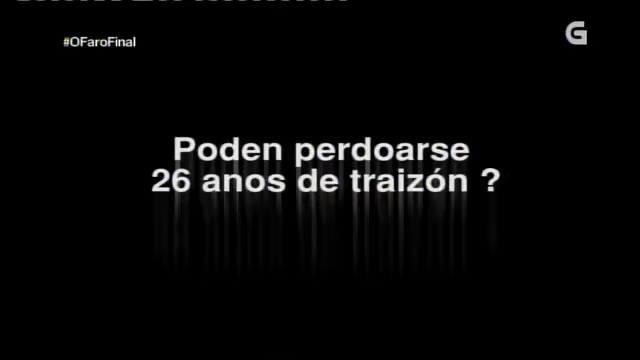 #OFaroFinal
G
Poden perdoarse
26 anos de traizón ?